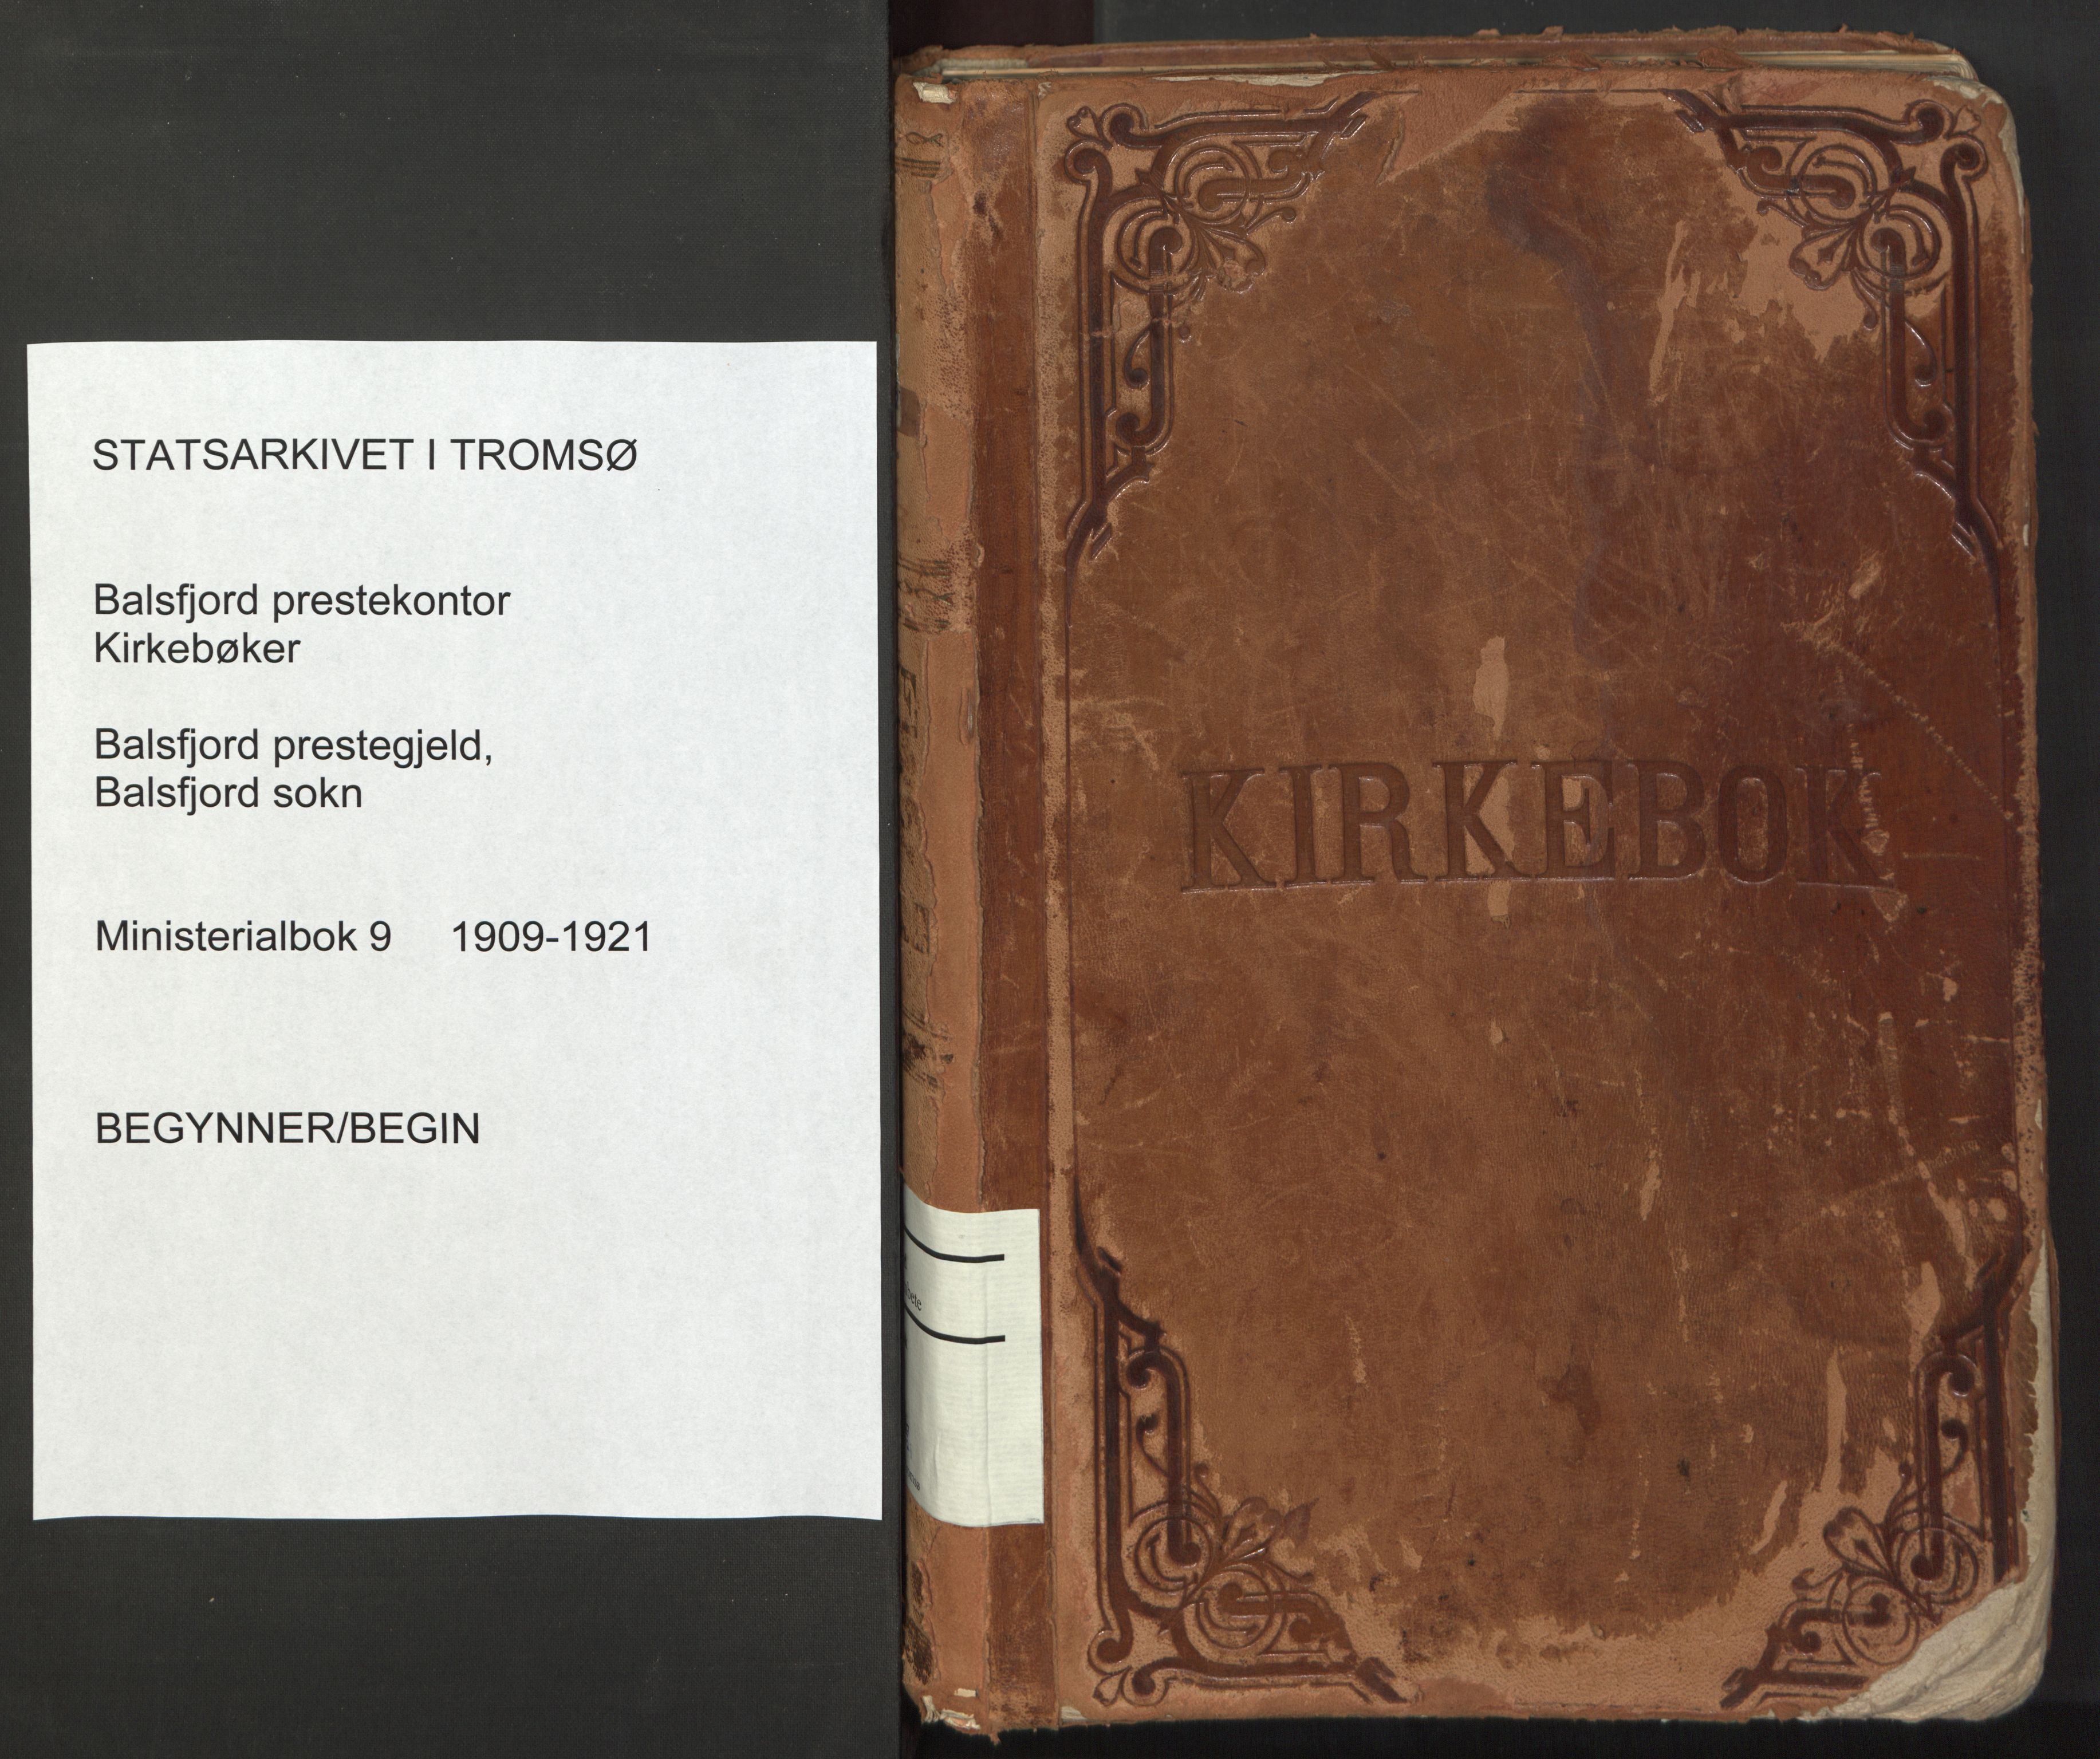 STATSARKIVET I TROMSØ
Balsfjord prestekontor
Kirkebøker
Balsfjord prestegjeld,
Balsfjord sokn
Ministerialbok 9 1909-1921
BEGYNNER/BEGIN
KIRKEBOK